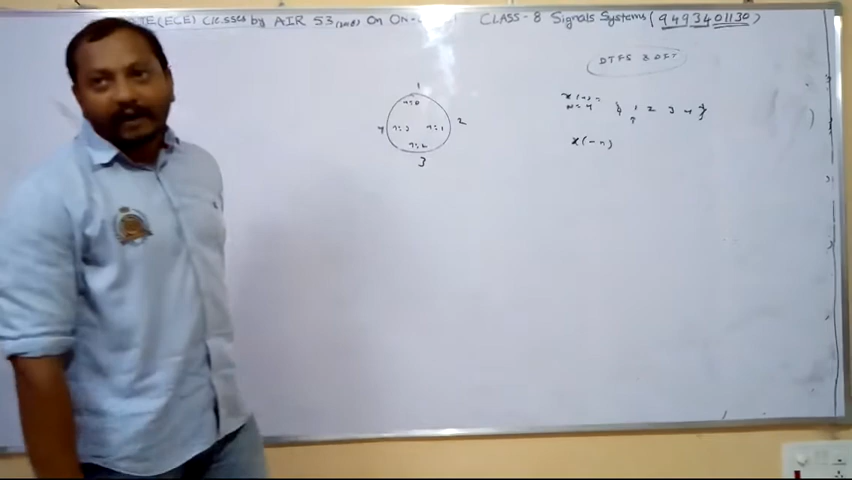 TE(ECE) Classes by AIR 53 On On- CLASS-8 Signals Systems (9493401130)
DTFS & DFT
1
n=0
4 n=3 n=1 2
n=2
3
x(n)=
N=4
{ 1 2 3 4 }
↑
x(-n)